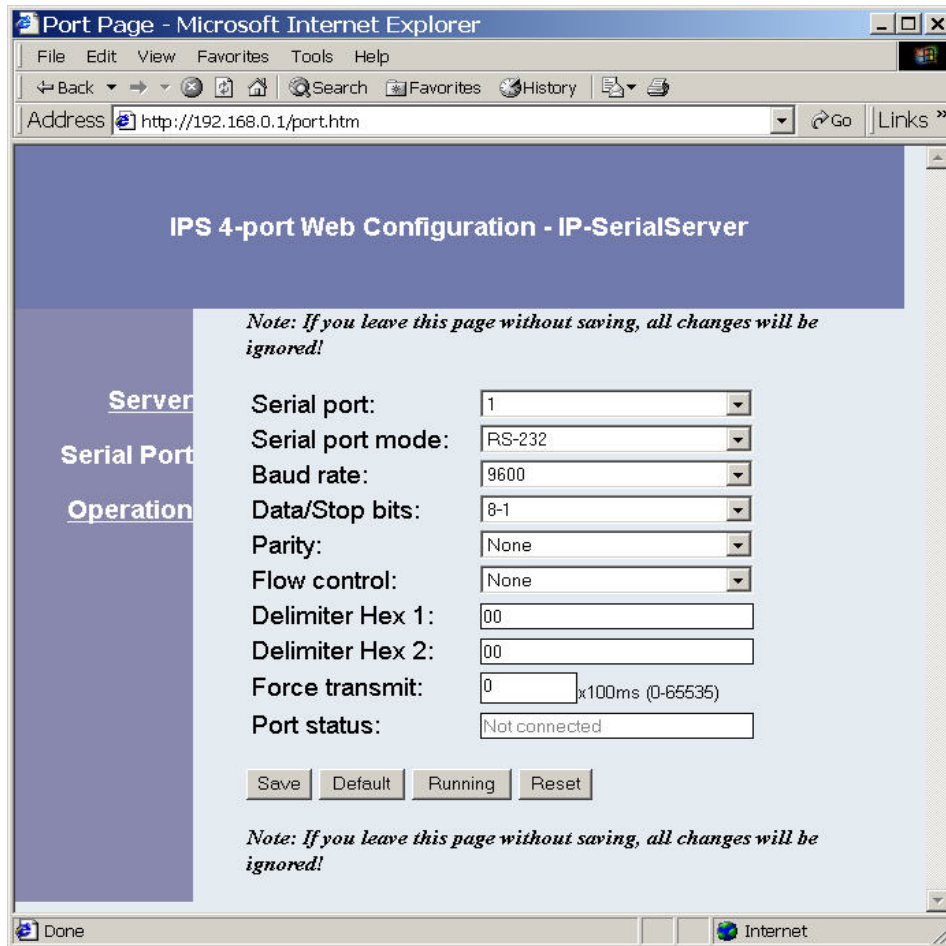 Port Page - Microsoft Internet Explorer
File Edit View Favorites Tools Help
Back Search Favorites History
Address http://192.168.0.1/port.htm Go Links »
IPS 4-port Web Configuration - IP-SerialServer
Note: If you leave this page without saving, all changes will be
ignored!
Server
Serial Port
Operation
Serial port: 1
Serial port mode: RS-232
Baud rate: 9600
Data/Stop bits: 8-1
Parity: None
Flow control: None
Delimiter Hex 1: 00
Delimiter Hex 2: 00
Force transmit: 0 x100ms (0-65535)
Port status: Not connected
Save Default Running Reset
Note: If you leave this page without saving, all changes will be
ignored!
Done Internet